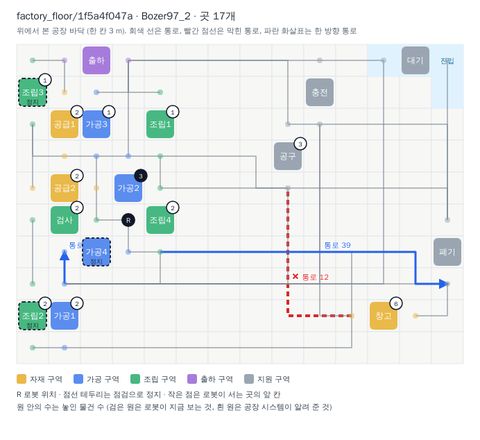 factory_floor/1f5a4f047a · Bozer97_2 · 곳 17개
위에서 본 공장 바닥 (한 칸 3 m). 회색 선은 통로, 빨간 점선은 막힌 통로, 파란 화살표는 한 방향 통로
출하
대기
조립3
1
정지
충전
공급1
2
가공3
1
조립1
2
공구
3
공급2
2
가공2
3
검사
2
R
조립4
2
통로
가공4
정지
통로 39
폐기
통로 12
조립2
2
정지
가공1
2
창고
6
자재 구역
가공 구역
조립 구역
출하 구역
지원 구역
R 로봇 위치 · 점선 테두리는 점검으로 정지 · 작은 점은 로봇이 서는 곳의 앞 칸
원 안의 수는 놓인 물건 수 (검은 원은 로봇이 지금 보는 것, 흰 원은 공장 시스템이 알려 준 것)